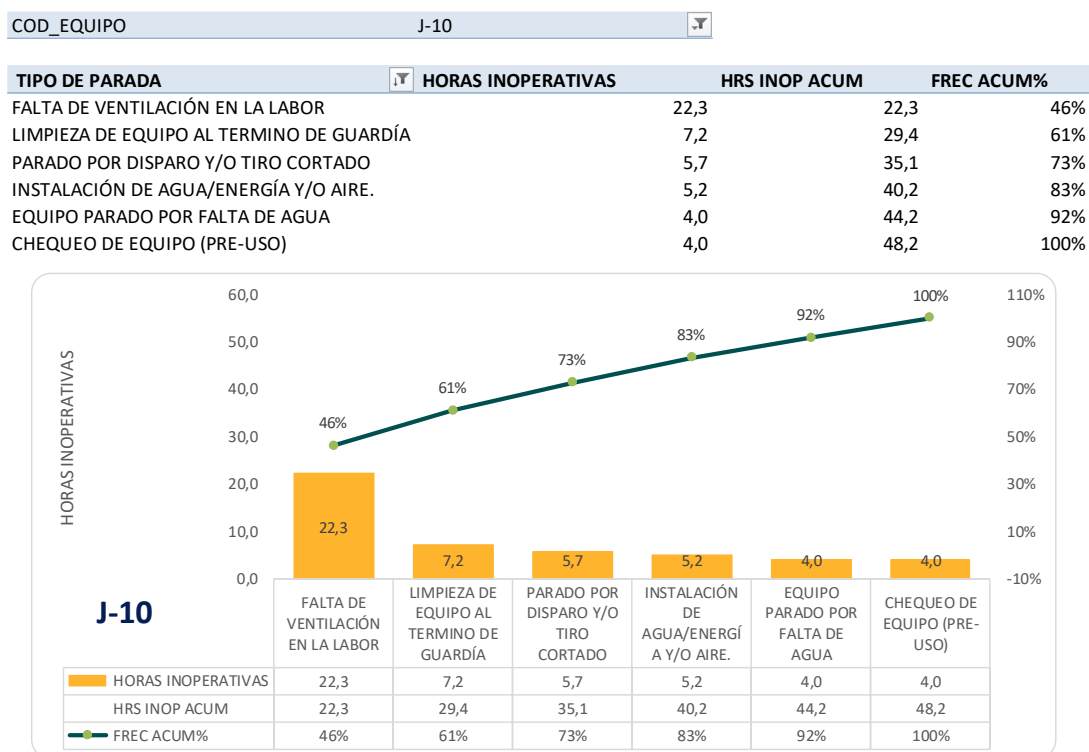 COD_EQUIPO J-10
TIPO DE PARADA HORAS INOPERATIVAS HRS INOP ACUM FREC ACUM%
FALTA DE VENTILACIÓN EN LA LABOR 22,3 22,3 46%
LIMPIEZA DE EQUIPO AL TERMINO DE GUARDÍA 7,2 29,4 61%
PARADO POR DISPARO Y/O TIRO CORTADO 5,7 35,1 73%
INSTALACIÓN DE AGUA/ENERGÍA Y/O AIRE. 5,2 40,2 83%
EQUIPO PARADO POR FALTA DE AGUA 4,0 44,2 92%
CHEQUEO DE EQUIPO (PRE-USO) 4,0 48,2 100%
HORAS INOPERATIVAS
60,0
50,0
40,0
30,0
20,0
10,0
0,0
46%
61%
73%
83%
92%
100%
22,3
7,2
5,7
5,2
4,0
4,0
110%
90%
70%
50%
30%
10%
-10%
J-10
FALTA DE
VENTILACIÓN
EN LA LABOR
LIMPIEZA DE
EQUIPO AL
TERMINO DE
GUARDÍA
PARADO POR
DISPARO Y/O
TIRO
CORTADO
INSTALACIÓN
DE
AGUA/ENERGÍ
A Y/O AIRE.
EQUIPO
PARADO POR
FALTA DE
AGUA
CHEQUEO DE
EQUIPO (PRE-
USO)
HORAS INOPERATIVAS 22,3 7,2 5,7 5,2 4,0 4,0
HRS INOP ACUM 22,3 29,4 35,1 40,2 44,2 48,2
FREC ACUM% 46% 61% 73% 83% 92% 100%